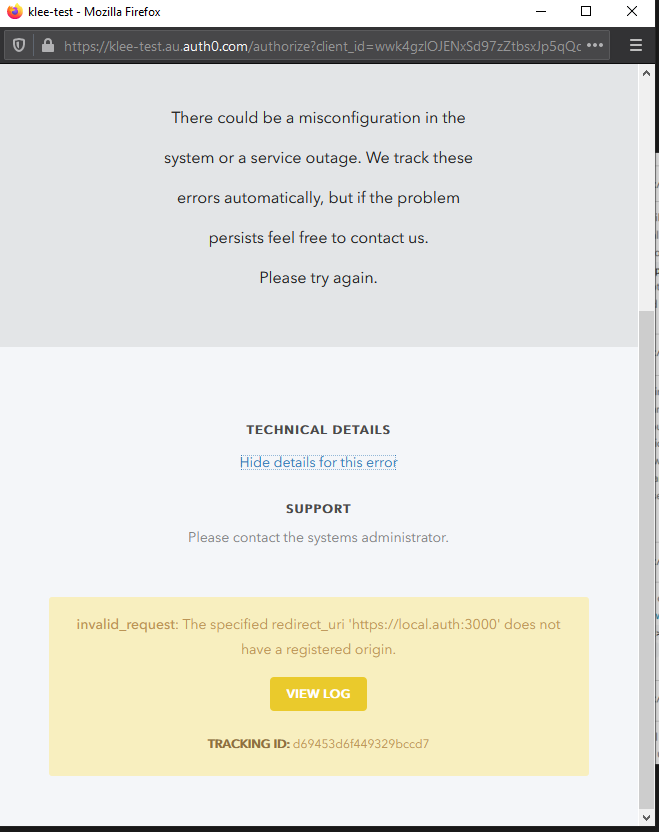 klee-test - Mozilla Firefox
https://klee-test.au.auth0.com/authorize?client_id=wwk4gzlOJENxSd97zZtbsxJp5qQc
There could be a misconfiguration in the
system or a service outage. We track these
errors automatically, but if the problem
persists feel free to contact us.
Please try again.
TECHNICAL DETAILS
Hide details for this error
SUPPORT
Please contact the systems administrator.
invalid_request: The specified redirect_uri 'https://local.auth:3000' does not
have a registered origin.
VIEW LOG
TRACKING ID: d69453d6f449329bccd7